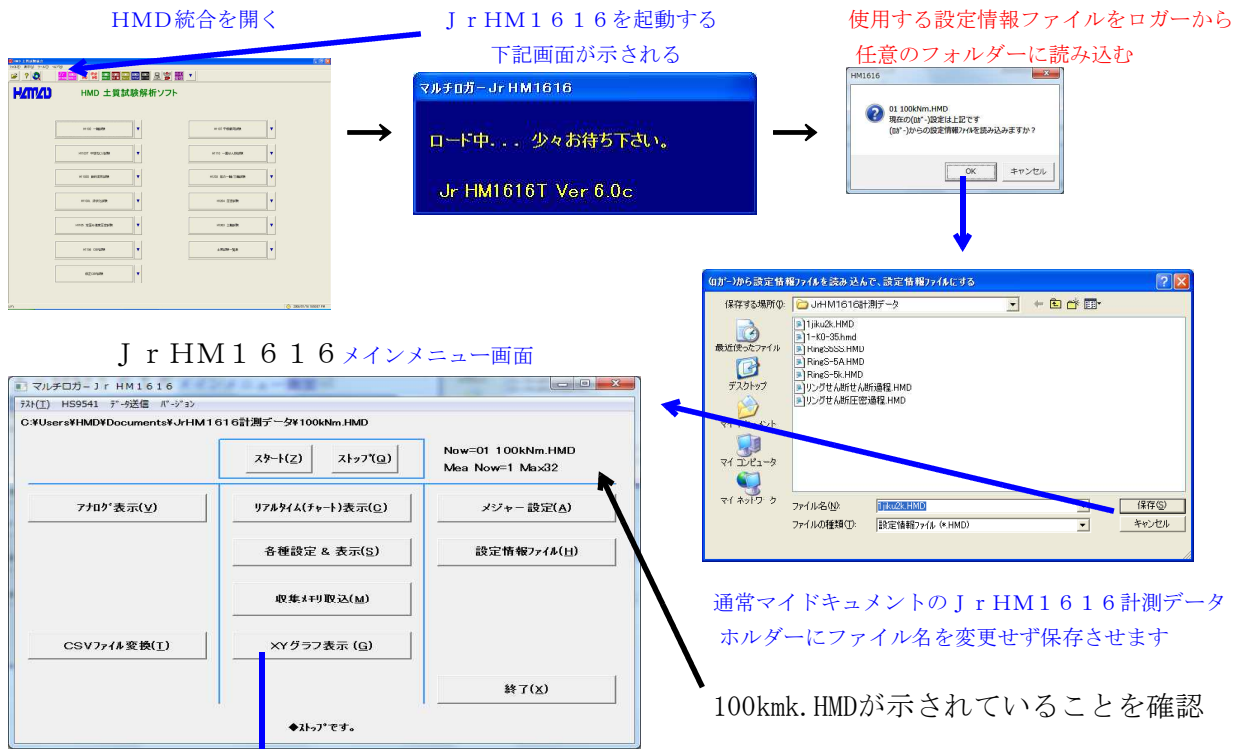 HMD統合を開く
JrHM1616を起動する
下記画面が示される
使用する設定情報ファイルをロガーから
任意のフォルダーに読み込む
HMD 土質試験解析ソフト
マルチロガーJr HM1616
ロード中... 少々お待ち下さい。
Jr HM1616T Ver 6.0c
HM1616
01 100kNm.HMD
現在の(ﾛｶﾞｰ)設定は上記です
(ﾛｶﾞｰ)からの設定情報ﾌｧｲﾙを読み込みますか？
OK
キャンセル
(ﾛｶﾞｰ)から設定情報ﾌｧｲﾙを読み込んで、設定情報ﾌｧｲﾙにする
保存する場所(I):
JrHM1616計測データ
1jiku2k.HMD
1-K0-35.hmd
RingS-5A.HMD
RingS-5k.HMD
リングせん断せん断過程.HMD
リングせん断圧密過程.HMD
最近使ったファイル
デスクトップ
マイ コンピュータ
マイ ネットワーク
ファイル名(N):
1jiku2k.HMD
保存(S)
ファイルの種類(T):
設定情報ﾌｧｲﾙ (*.HMD)
キャンセル
JrHM1616メインメニュー画面
マルチロガｰJr HM1616
ﾃｽﾄ(T) HS9541 ﾃﾞｰﾀ送信 ﾊﾞｰｼﾞｮﾝ
C:¥Users¥HMD¥Documents¥JrHM1616計測データ¥100kNm.HMD
ｽﾀｰﾄ(Z)
ｽﾄｯﾌﾟ(Q)
Now=01 100kNm.HMD
Mea Now=1 Max32
ｱﾅﾛｸﾞ表示(V)
ﾘｱﾙﾀｲﾑ(ﾁｬｰﾄ)表示(C)
メジャー設定(A)
各種設定 & 表示(S)
設定情報ﾌｧｲﾙ(H)
収集ﾒﾓﾘ取込(M)
CSVﾌｧｲﾙ変換(T)
XYグラフ表示 (G)
終了(X)
◆ｽﾄｯﾌﾟです。
通常マイドキュメントのJrHM1616計測データ
ホルダーにファイル名を変更せず保存させます
100kmk.HMDが示されていることを確認